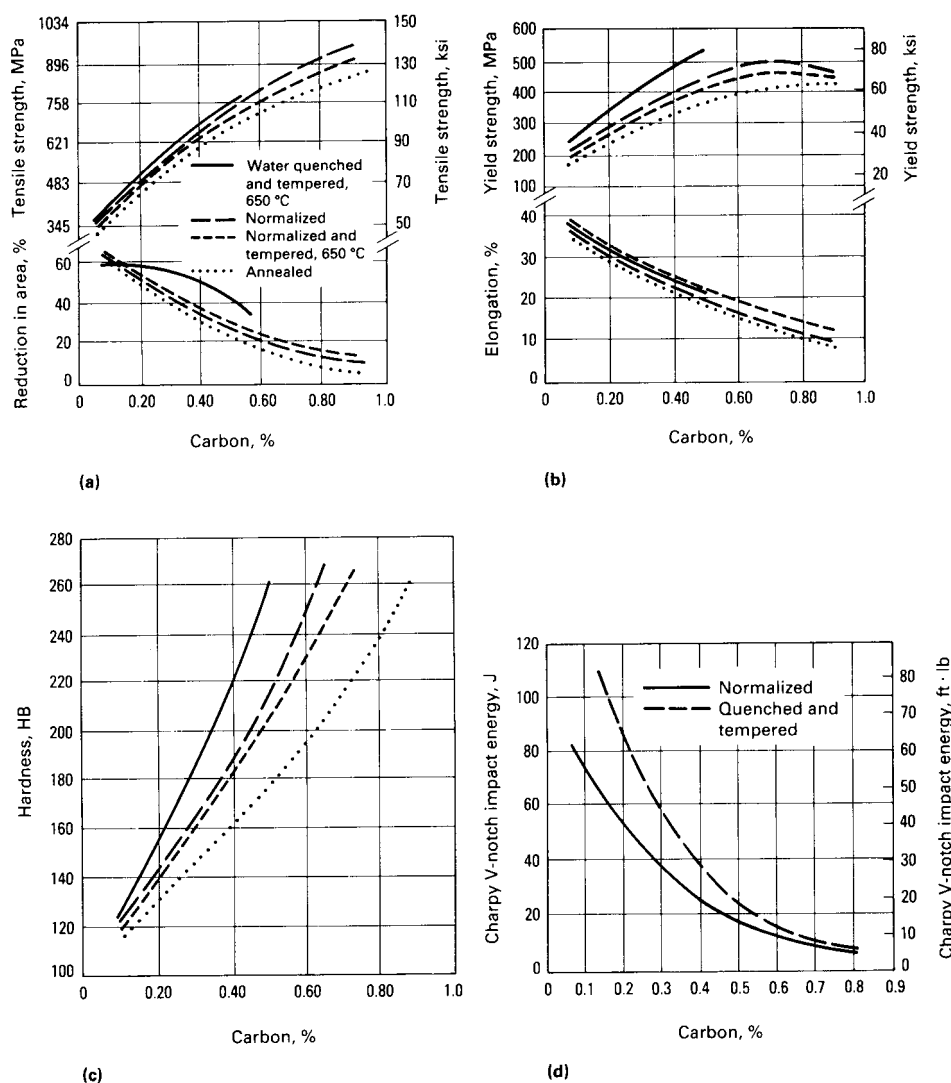 1034
896
758
621
483
345
Tensile strength, MPa
150
130
110
90
70
50
Tensile strength, ksi
Water quenched
and tempered,
650 °C
Normalized
Normalized and
tempered, 650 °C
Annealed
60
40
20
0
Reduction in area, %
0 0.20 0.40 0.60 0.80 1.0
Carbon, %
(a)
600
500
400
300
200
100
Yield strength, MPa
80
60
40
20
Yield strength, ksi
40
30
20
10
0
Elongation, %
0 0.20 0.40 0.60 0.80 1.0
Carbon, %
(b)
280
260
240
220
200
180
160
140
120
100
Hardness, HB
0 0.20 0.40 0.60 0.80 1.0
Carbon, %
(c)
120
100
80
60
40
20
0
Charpy V-notch impact energy, J
Normalized
Quenched and
tempered
80
70
60
50
40
30
20
10
0
Charpy V-notch impact energy, ft · lb
0 0.1 0.2 0.3 0.4 0.5 0.6 0.7 0.8 0.9
Carbon, %
(d)